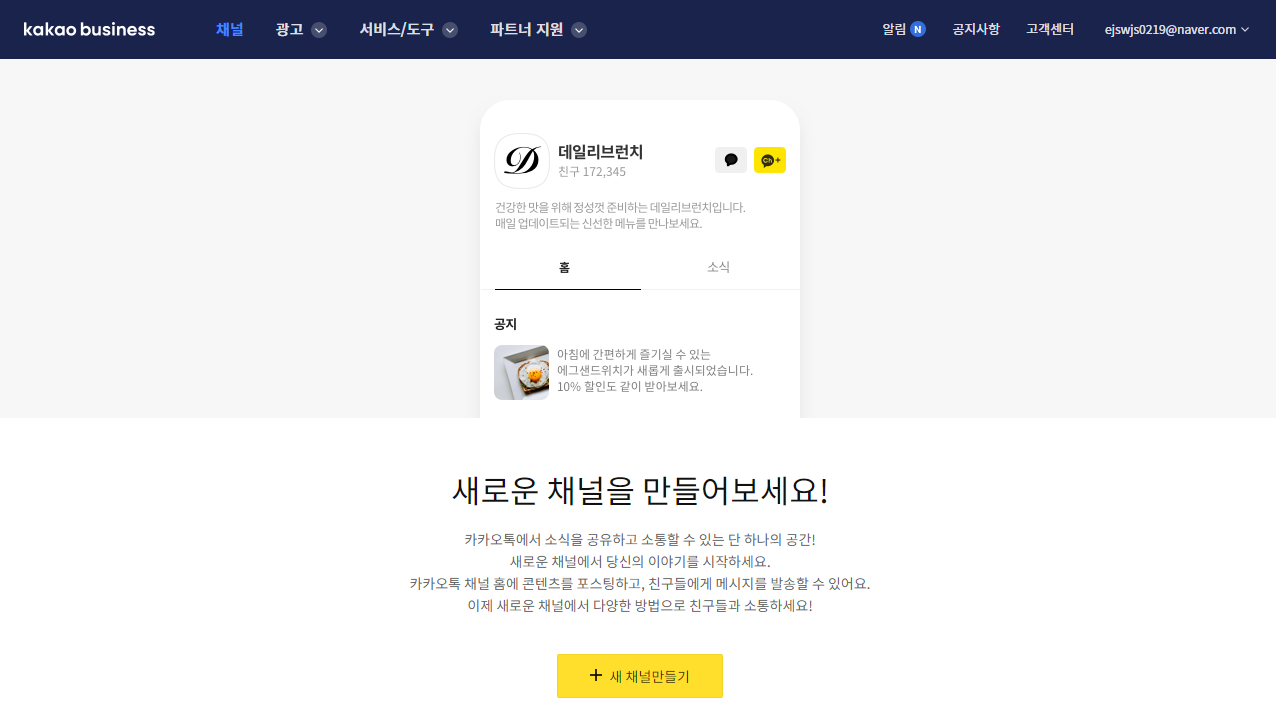 kakao business 채널 광고 서비스/도구 파트너 지원 알림 N 공지사항 고객센터 ejswjs0219@naver.com
D
데일리브런치
친구 172,345
Ch+
건강한 맛을 위해 정성껏 준비하는 데일리브런치입니다.
매일 업데이트되는 신선한 메뉴를 만나보세요.
홈 소식
공지
아침에 간편하게 즐기실 수 있는
에그샌드위치가 새롭게 출시되었습니다.
10% 할인도 같이 받아보세요.
새로운 채널을 만들어보세요!
카카오톡에서 소식을 공유하고 소통할 수 있는 단 하나의 공간!
새로운 채널에서 당신의 이야기를 시작하세요.
카카오톡 채널 홈에 콘텐츠를 포스팅하고, 친구들에게 메시지를 발송할 수 있어요.
이제 새로운 채널에서 다양한 방법으로 친구들과 소통하세요!
+ 새 채널만들기